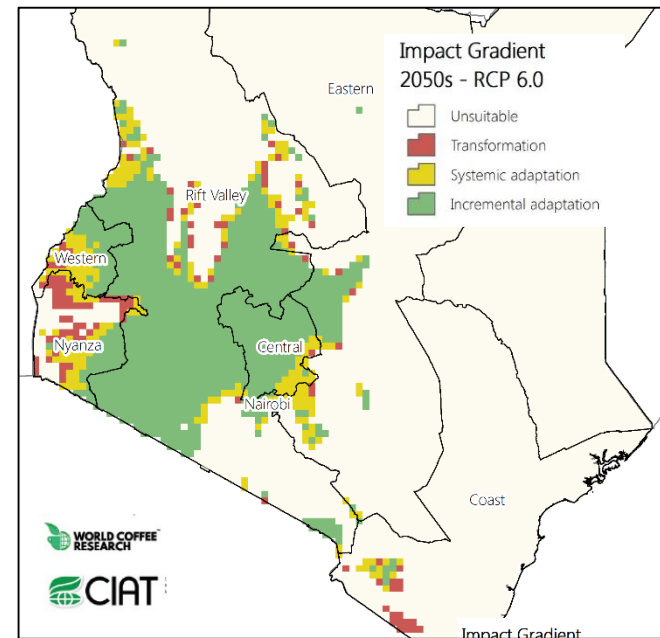 Impact Gradient
2050s - RCP 6.0
Unsuitable
Transformation
Systemic adaptation
Incremental adaptation
Eastern
Rift Valley
Western
Nyanza
Central
Nairobi
Coast
WORLD COFFEE
RESEARCH
CIAT
Impact Gradient